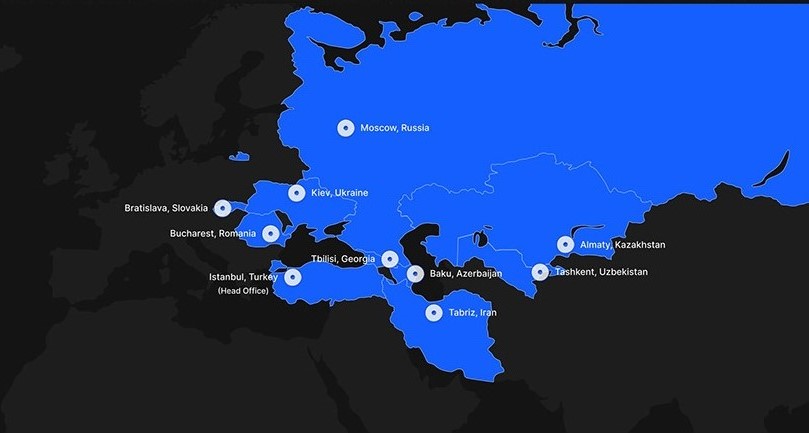 Moscow, Russia
Kiev, Ukraine
Bratislava, Slovakia
Bucharest, Romania
Almaty, Kazakhstan
Tbilisi, Georgia
Baku, Azerbaijan
Tashkent, Uzbekistan
Istanbul, Turkey
(Head Office)
Tabriz, Iran